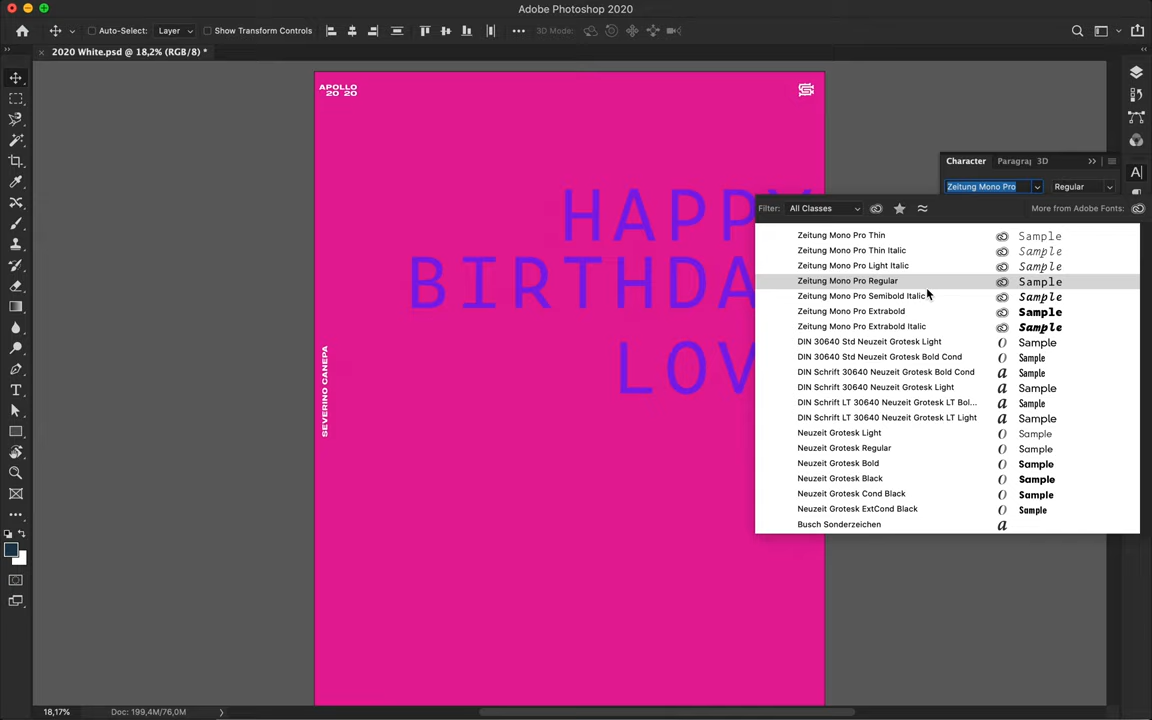 Adobe Photoshop 2020
Auto-Select: Layer Show Transform Controls 3D Mode:
2020 White.psd @ 18,2% (RGB/8) *
APOLLO
20 20
Character Paragraj 3D
Zeitung Mono Pro Regular
HAPPY
BIRTHDA
LOV
SEVERINO CANEPA
Filter: All Classes More from Adobe Fonts:
Zeitung Mono Pro Thin Sample
Zeitung Mono Pro Thin Italic Sample
Zeitung Mono Pro Light Italic Sample
Zeitung Mono Pro Regular Sample
Zeitung Mono Pro Semibold Italic Sample
Zeitung Mono Pro Extrabold Sample
Zeitung Mono Pro Extrabold Italic Sample
DIN 30640 Std Neuzeit Grotesk Light Sample
DIN 30640 Std Neuzeit Grotesk Bold Cond Sample
DIN Schrift 30640 Neuzeit Grotesk Bold Cond Sample
DIN Schrift 30640 Neuzeit Grotesk Light Sample
DIN Schrift LT 30640 Neuzeit Grotesk LT Bol... Sample
DIN Schrift LT 30640 Neuzeit Grotesk LT Light Sample
Neuzeit Grotesk Light Sample
Neuzeit Grotesk Regular Sample
Neuzeit Grotesk Bold Sample
Neuzeit Grotesk Black Sample
Neuzeit Grotesk Cond Black Sample
Neuzeit Grotesk ExtCond Black Sample
Busch Sonderzeichen
18,17% Doc: 199,4M/76,0M